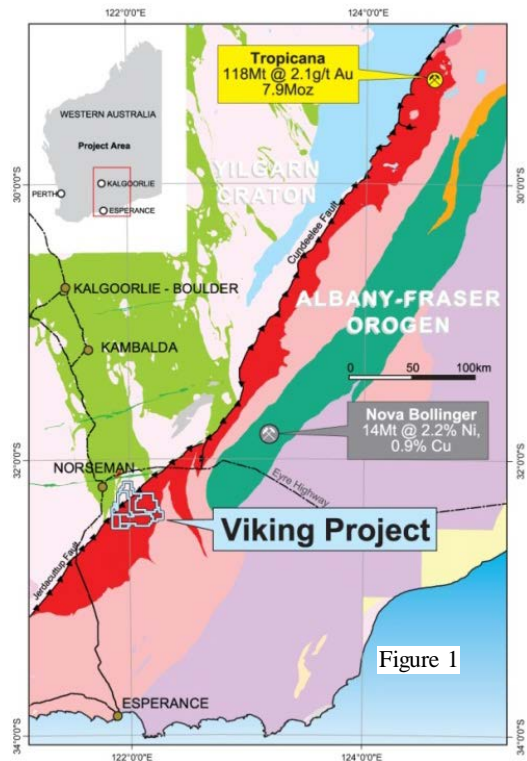 122°0'0"E
124°0'0"E
Tropicana
118Mt @ 2.1g/t Au
7.9Moz
WESTERN AUSTRALIA
Project Area
KALGOORLIE
PERTH
ESPERANCE
YILGARN
CRATON
30°0'0"S
30°0'0"S
Cundeelee Fault
KALGOORLIE - BOULDER
ALBANY-FRASER
OROGEN
KAMBALDA
0 50 100km
Nova Bollinger
14Mt @ 2.2% Ni,
0.9% Cu
32°0'0"S
32°0'0"S
NORSEMAN
Eyre Highway
Viking Project
Jerdacuttup Fault
Figure 1
ESPERANCE
34°0'0"S
34°0'0"S
122°0'0"E
124°0'0"E